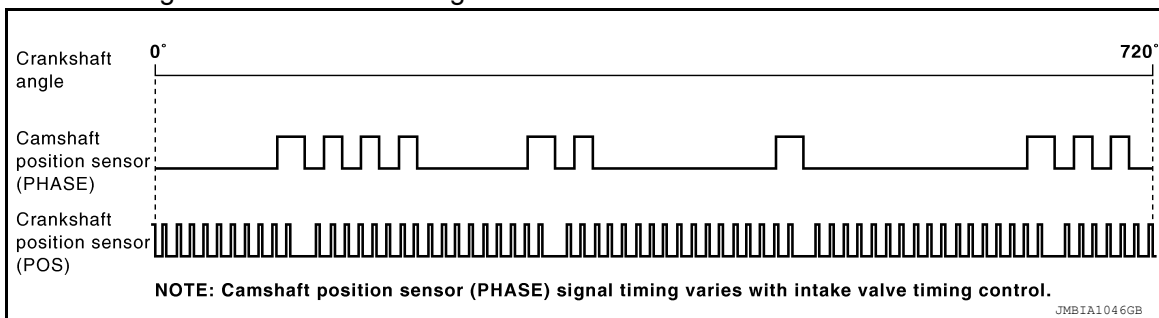 Crankshaft
angle
0°
720°
Camshaft
position sensor
(PHASE)
Crankshaft
position sensor
(POS)
NOTE: Camshaft position sensor (PHASE) signal timing varies with intake valve timing control.
JMBIA1046GB